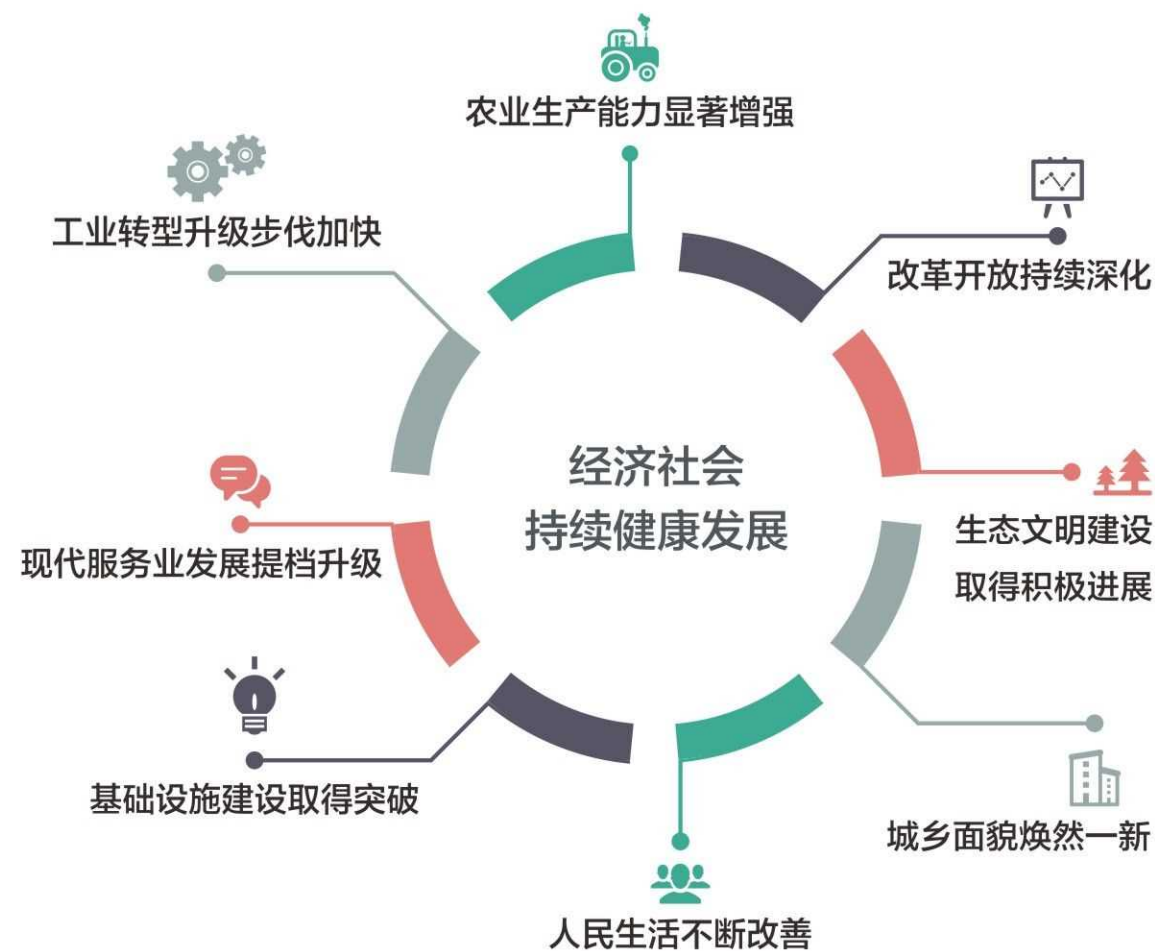 农业生产能力显著增强
工业转型升级步伐加快
改革开放持续深化
经济社会
持续健康发展
现代服务业发展提档升级
生态文明建设
取得积极进展
基础设施建设取得突破
城乡面貌焕然一新
人民生活不断改善